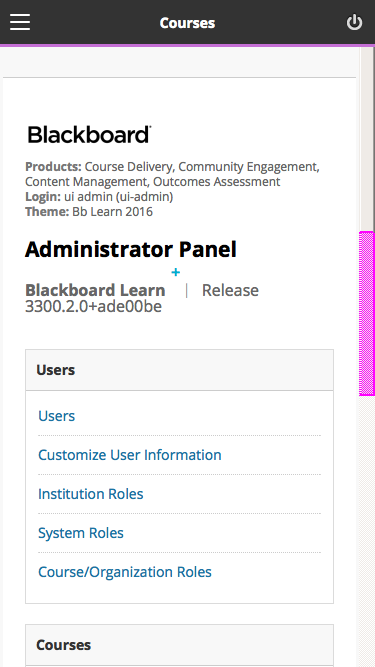 Courses
Blackboard
Products: Course Delivery, Community Engagement,
Content Management, Outcomes Assessment
Login: ui admin (ui-admin)
Theme: Bb Learn 2016
Administrator Panel
Blackboard Learn | Release
3300.2.0+ade00be
Users
Users
Customize User Information
Institution Roles
System Roles
Course/Organization Roles
Courses